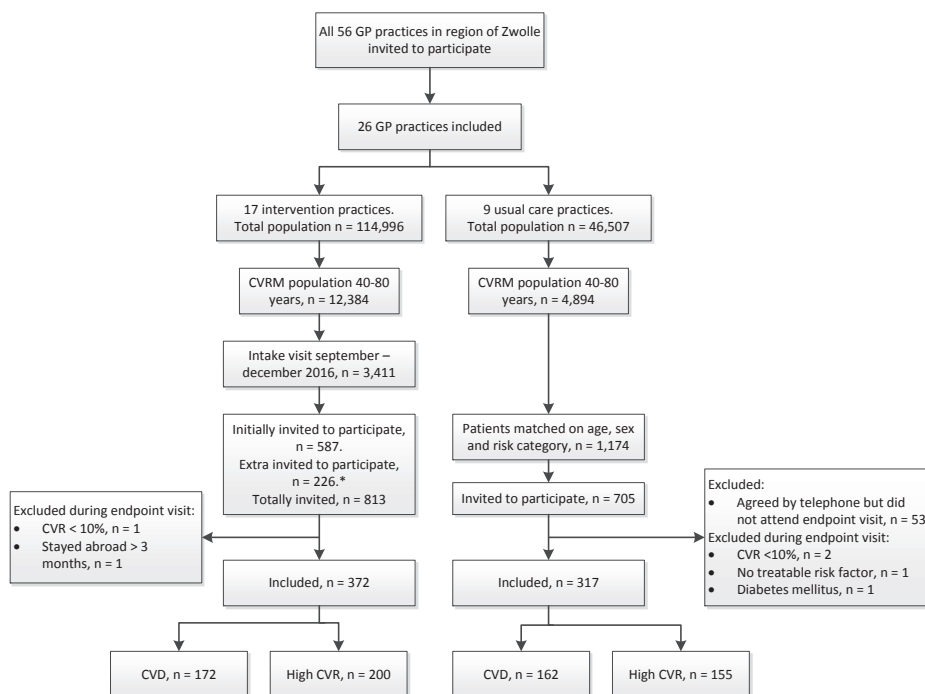 All 56 GP practices in region of Zwolle
invited to participate
26 GP practices included
17 intervention practices.
Total population n = 114,996
9 usual care practices.
Total population n = 46,507
CVRM population 40-80
years, n = 12,384
CVRM population 40-80
years, n = 4,894
Intake visit september –
december 2016, n = 3,411
Initially invited to participate,
n = 587.
Extra invited to participate,
n = 226.*
Totally invited, n = 813
Patients matched on age, sex
and risk category, n = 1,174
Invited to participate, n = 705
Excluded during endpoint visit:
• CVR < 10%, n = 1
• Stayed abroad > 3
months, n = 1
Excluded:
• Agreed by telephone but did
not attend endpoint visit, n = 53
Excluded during endpoint visit:
• CVR <10%, n = 2
• No treatable risk factor, n = 1
• Diabetes mellitus, n = 1
Included, n = 372
Included, n = 317
CVD, n = 172
High CVR, n = 200
CVD, n = 162
High CVR, n = 155